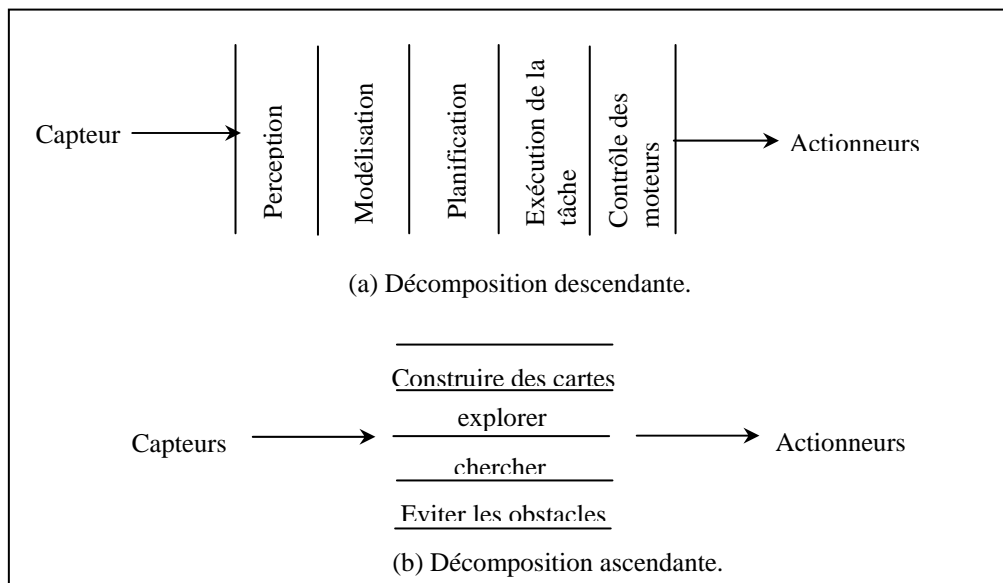 Capteur
Perception
Modélisation
Planification
Exécution de la
tâche
Contrôle des
moteurs
Actionneurs
(a) Décomposition descendante.
Construire des cartes
explorer
Capteurs
chercher
Actionneurs
Eviter les obstacles
(b) Décomposition ascendante.